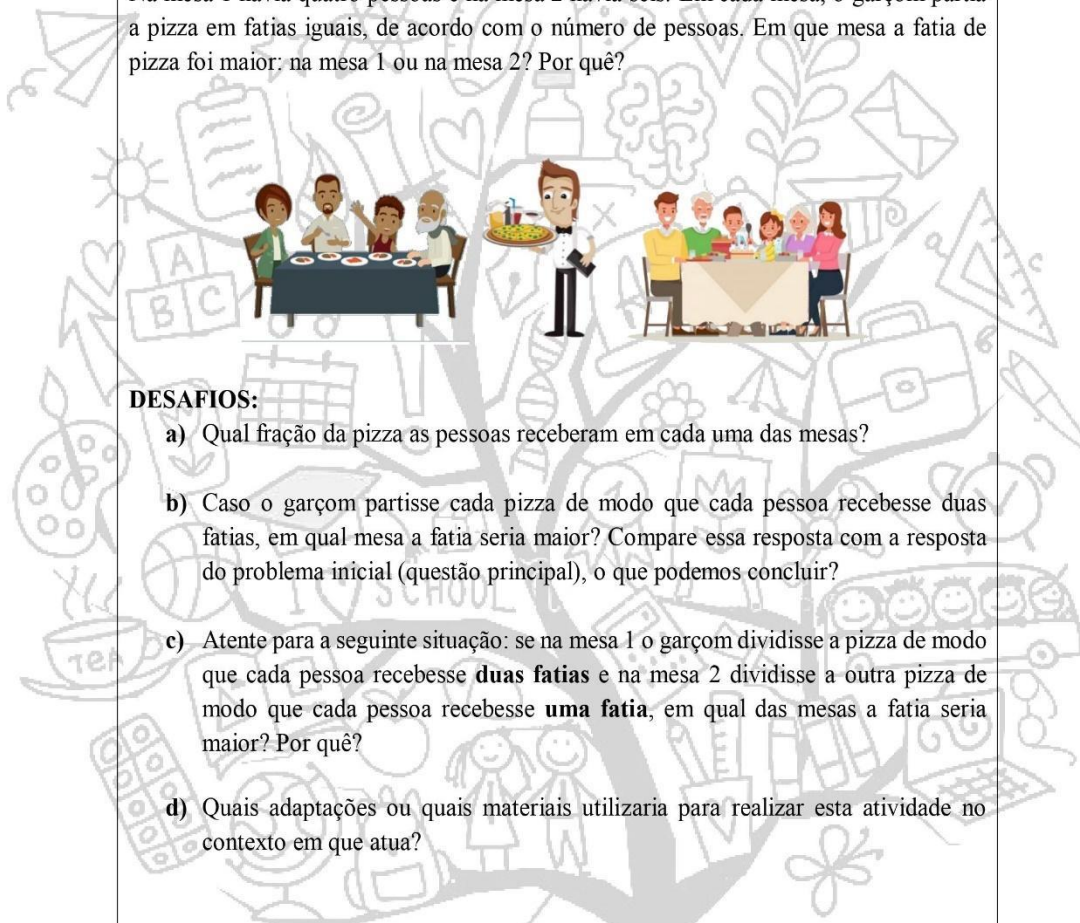 a pizza em fatias iguais, de acordo com o número de pessoas. Em que mesa a fatia de
pizza foi maior: na mesa 1 ou na mesa 2? Por quê?
A
B C
DESAFIOS:
a) Qual fração da pizza as pessoas receberam em cada uma das mesas?
b) Caso o garçom partisse cada pizza de modo que cada pessoa recebesse duas
fatias, em qual mesa a fatia seria maior? Compare essa resposta com a resposta
do problema inicial (questão principal), o que podemos concluir?
I SCHOOL
c) Atente para a seguinte situação: se na mesa 1 o garçom dividisse a pizza de modo
que cada pessoa recebesse duas fatias e na mesa 2 dividisse a outra pizza de
modo que cada pessoa recebesse uma fatia, em qual das mesas a fatia seria
maior? Por quê?
TEA
d) Quais adaptações ou quais materiais utilizaria para realizar esta atividade no
contexto em que atua?